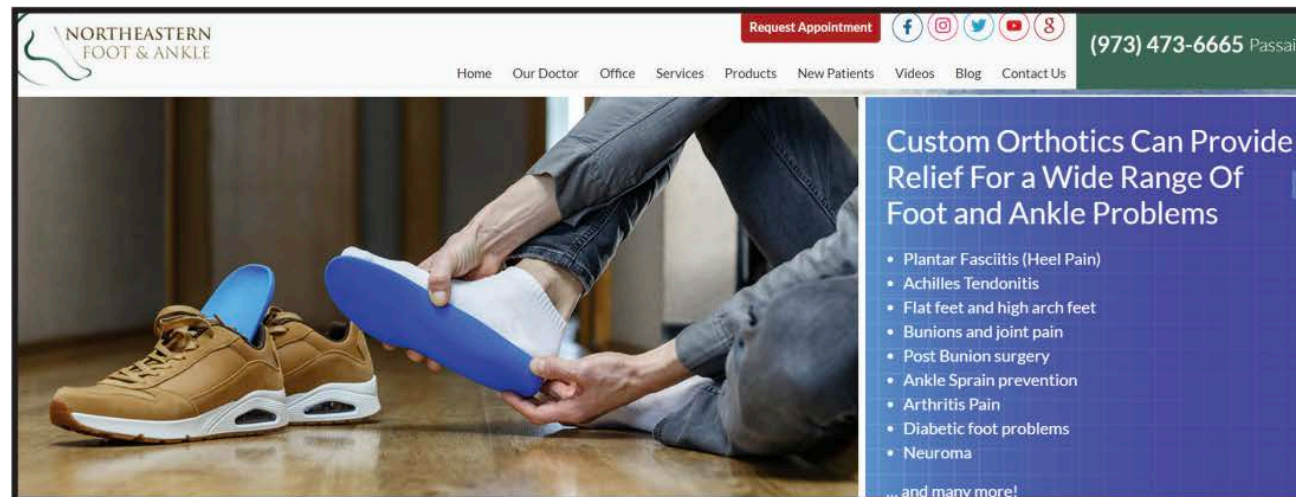 NORTHEASTERN
FOOT & ANKLE
Request Appointment
(973) 473-6665
Home Our Doctor Office Services Products New Patients Videos Blog Contact Us
Custom Orthotics Can Provide
Relief For a Wide Range Of
Foot and Ankle Problems
• Plantar Fasciitis (Heel Pain)
• Achilles Tendonitis
• Flat feet and high arch feet
• Bunions and joint pain
• Post Bunion surgery
• Ankle Sprain prevention
• Arthritis Pain
• Diabetic foot problems
• Neuroma
... and many more!